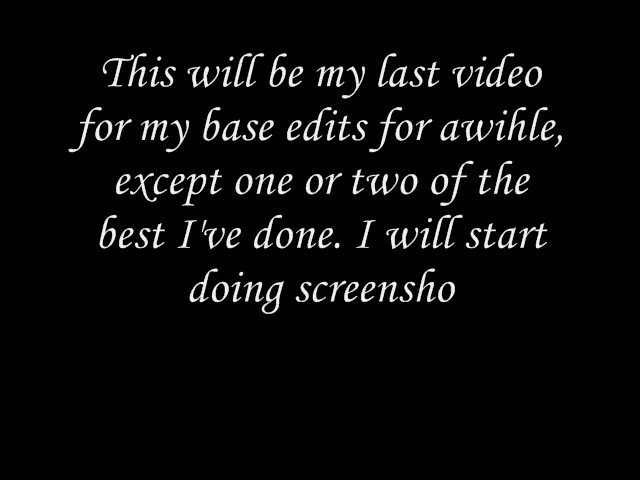 This will be my last video
for my base edits for awihle,
except one or two of the
best I've done. I will start
doing screensho